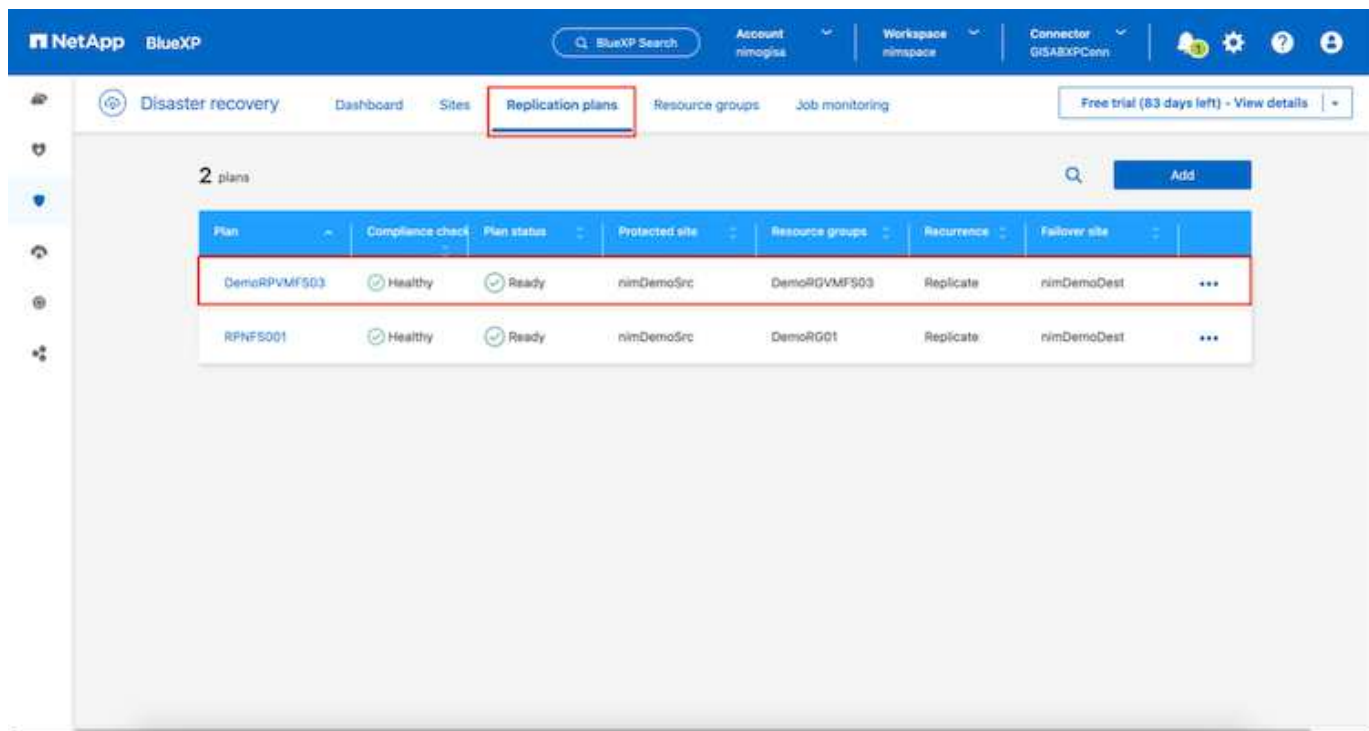 NetApp BlueXP BlueXP Search Account Workspace Connector
nimogisa nimspace GISABXPConn
1
Disaster recovery Dashboard Sites Replication plans Resource groups Job monitoring Free trial (83 days left) - View details
2 plans Add
Plan Compliance check Plan status Protected site Resource groups Recurrence Failover site
DemoRPVMFS03 Healthy Ready nimDemoSrc DemoRGVMFS03 Replicate nimDemoDest
RPNFS001 Healthy Ready nimDemoSrc DemoRG01 Replicate nimDemoDest